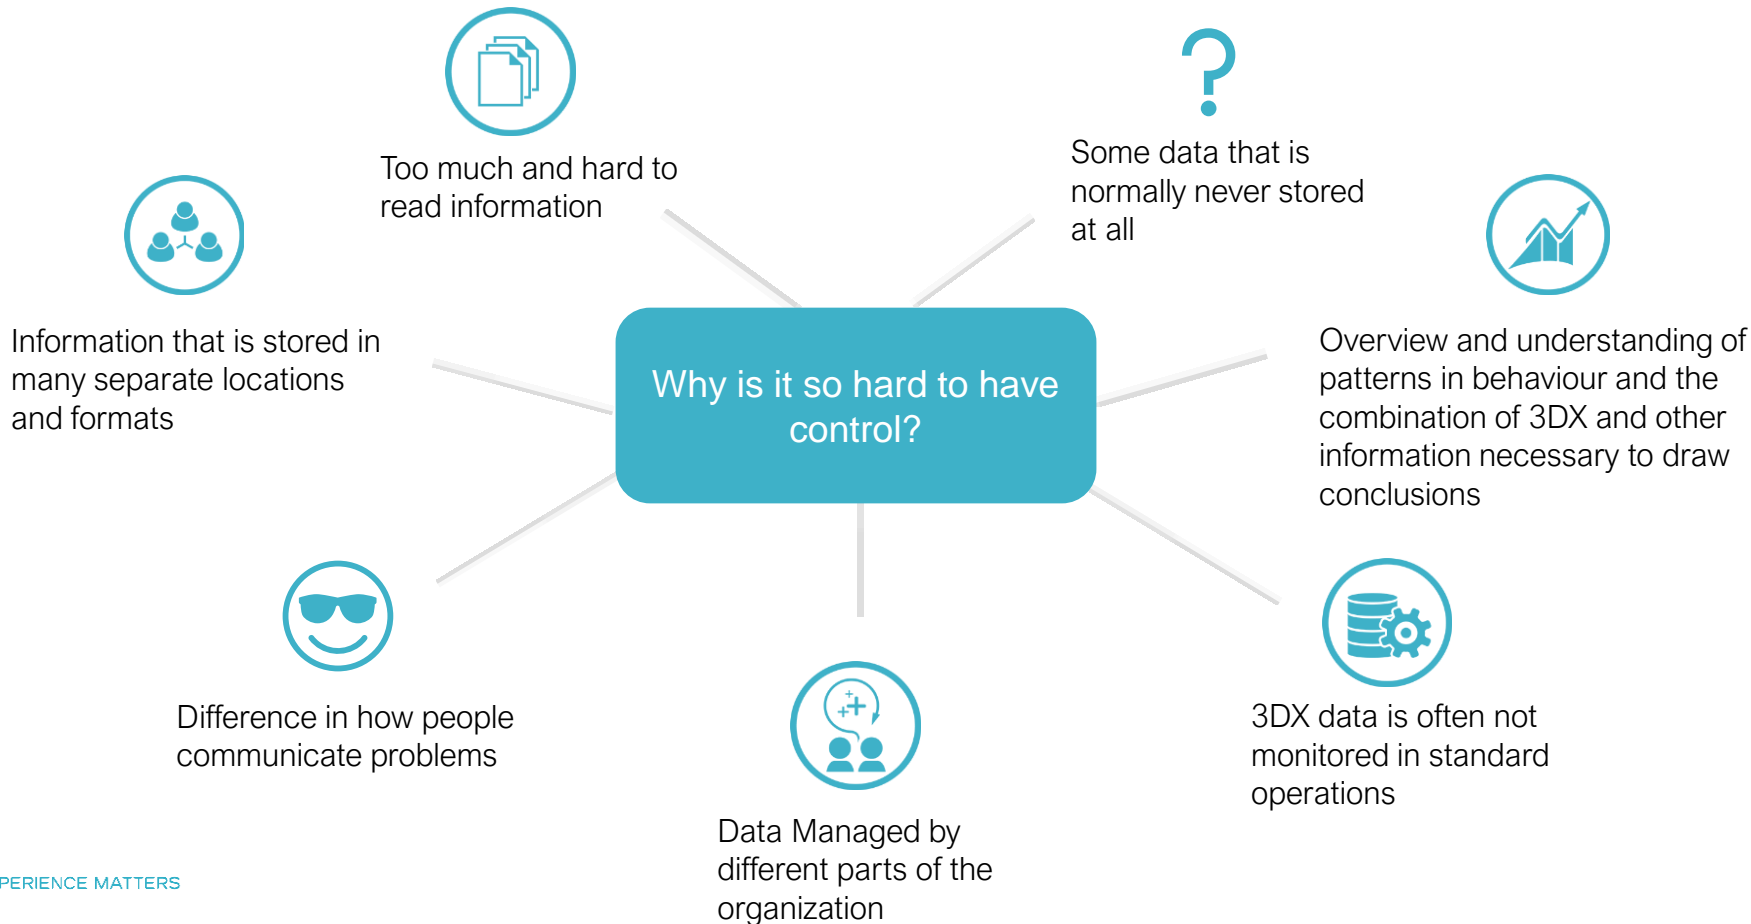 Too much and hard to
read information
Some data that is
normally never stored
at all
Information that is stored in
many separate locations
and formats
Why is it so hard to have
control?
Overview and understanding of
patterns in behaviour and the
combination of 3DX and other
information necessary to draw
conclusions
Difference in how people
communicate problems
3DX data is often not
monitored in standard
operations
Data Managed by
different parts of the
organization
PERIENCE MATTERS